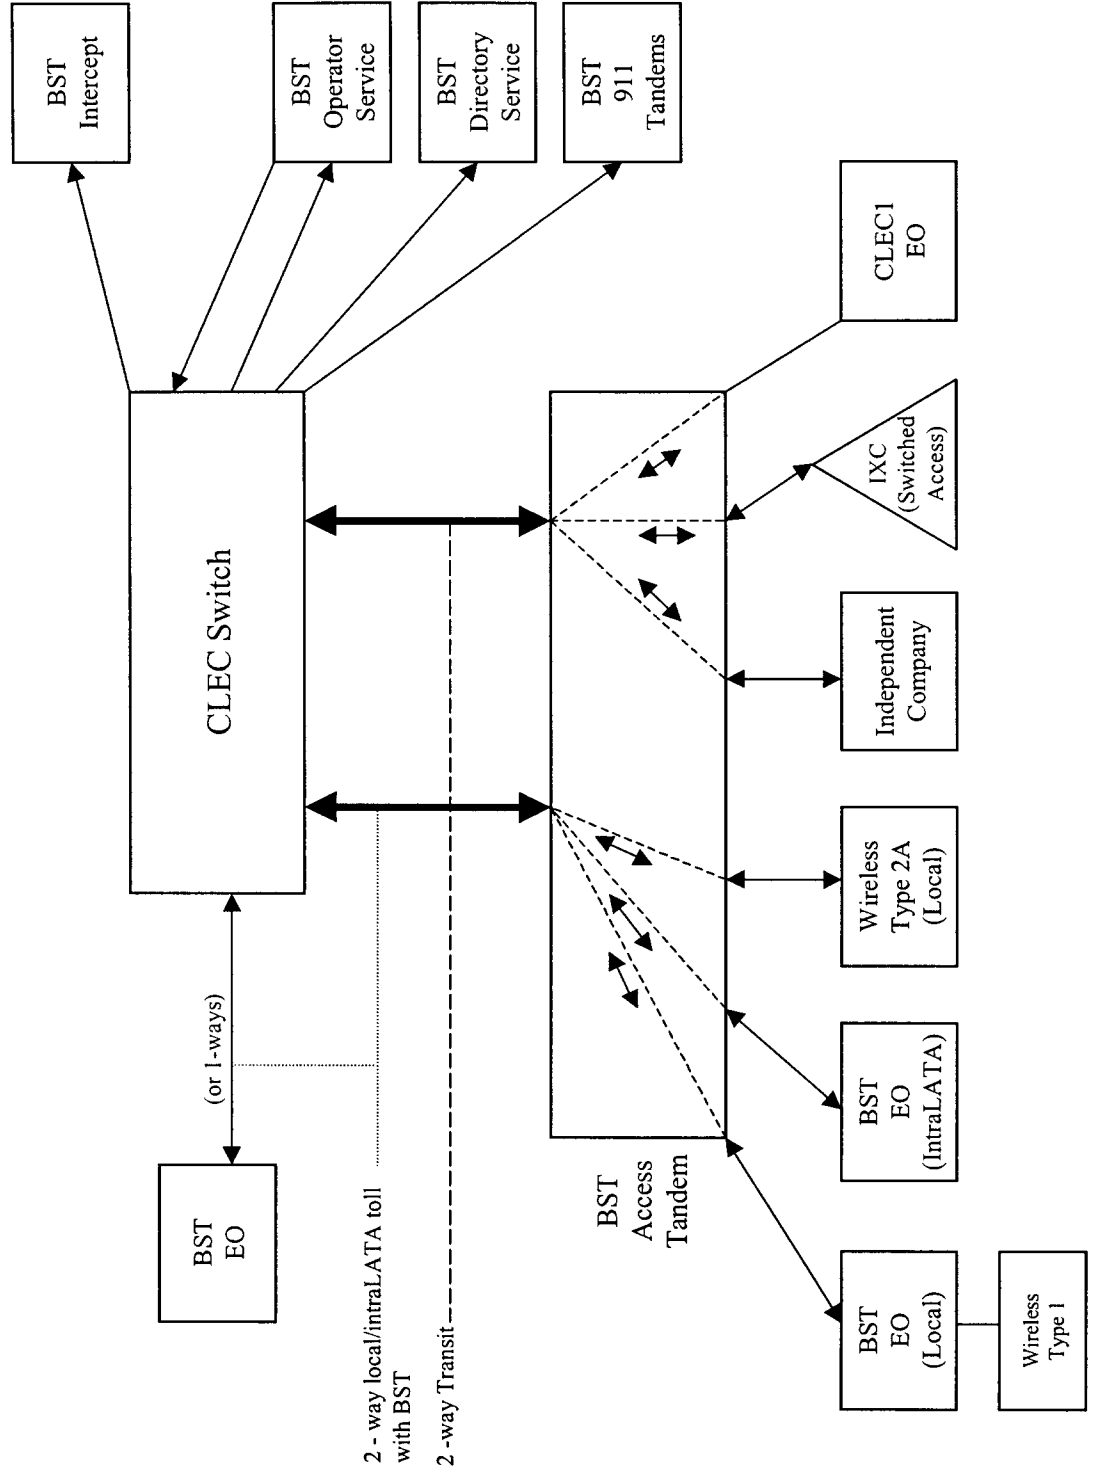 BST
Intercept
BST
Operator
Service
BST
Directory
Service
BST
911
Tandems
CLEC Switch
(or 1-ways)
BST
EO
2 - way local/intraLATA toll
with BST
2 -way Transit
BST
Access
Tandem
CLEC1
EO
IXC
(Switched
Access)
Independent
Company
Wireless
Type 2A
(Local)
BST
EO
(IntraLATA)
BST
EO
(Local)
Wireless
Type 1